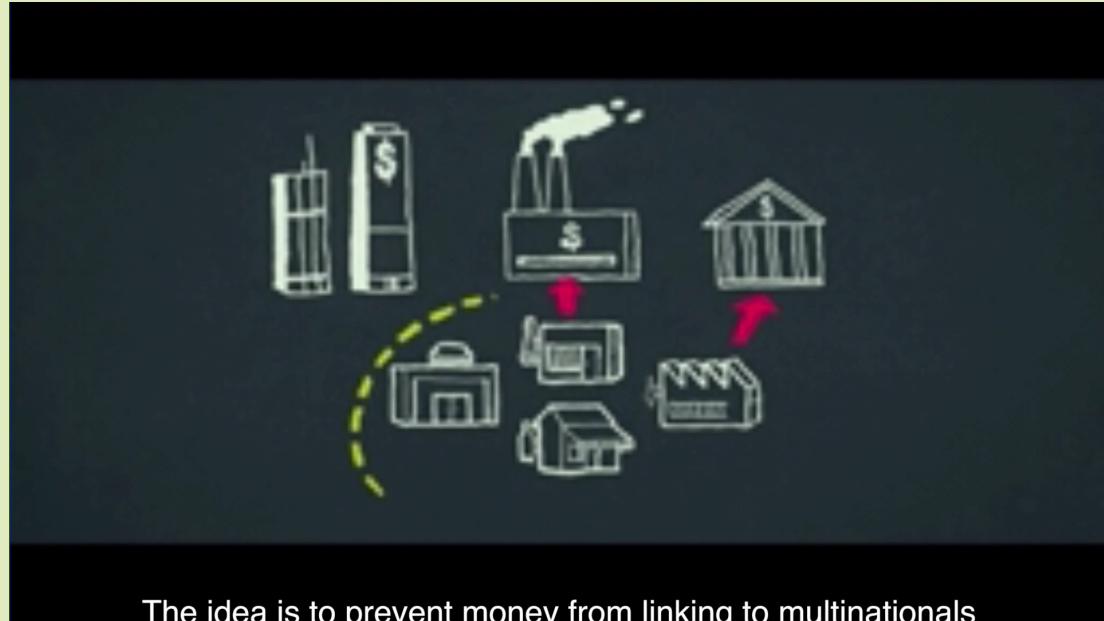 $
$
$
The idea is to prevent money from linking to multinationals